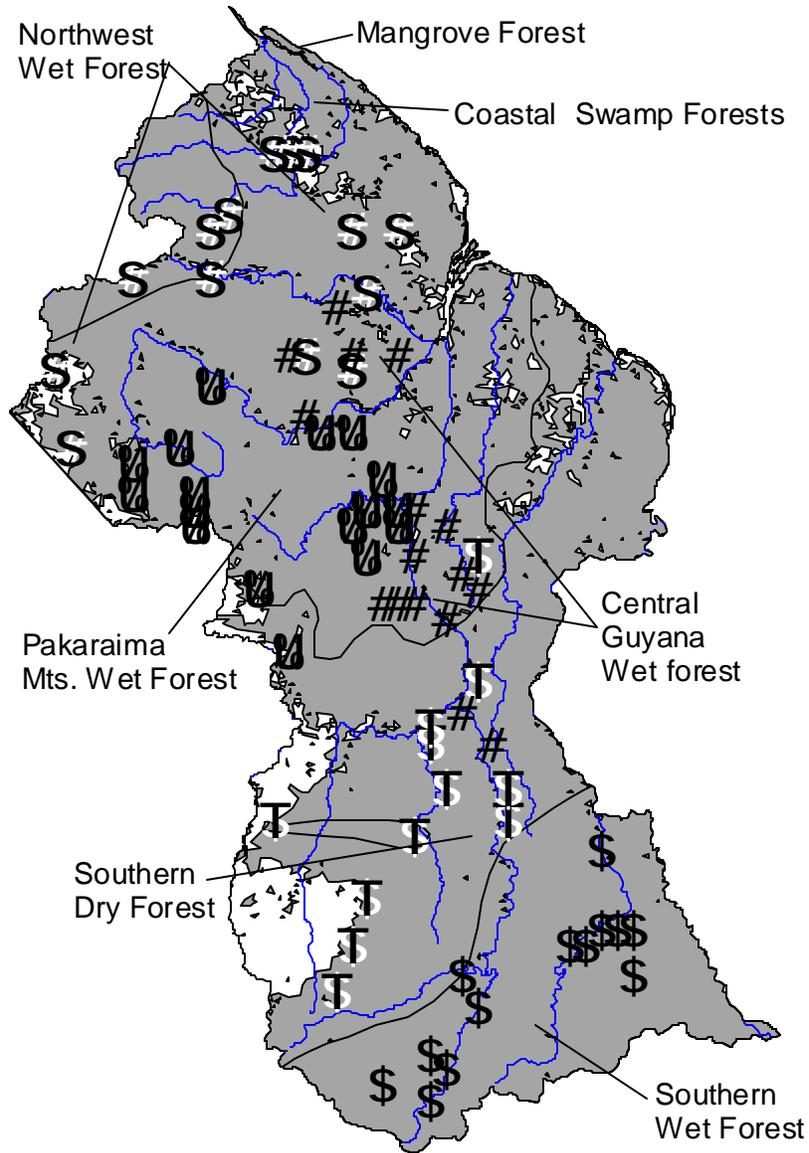 Northwest
Wet Forest
Mangrove Forest
Coastal Swamp Forests
Central
Guyana
Wet forest
Pakaraima
Mts. Wet Forest
Southern
Dry Forest
Southern
Wet Forest